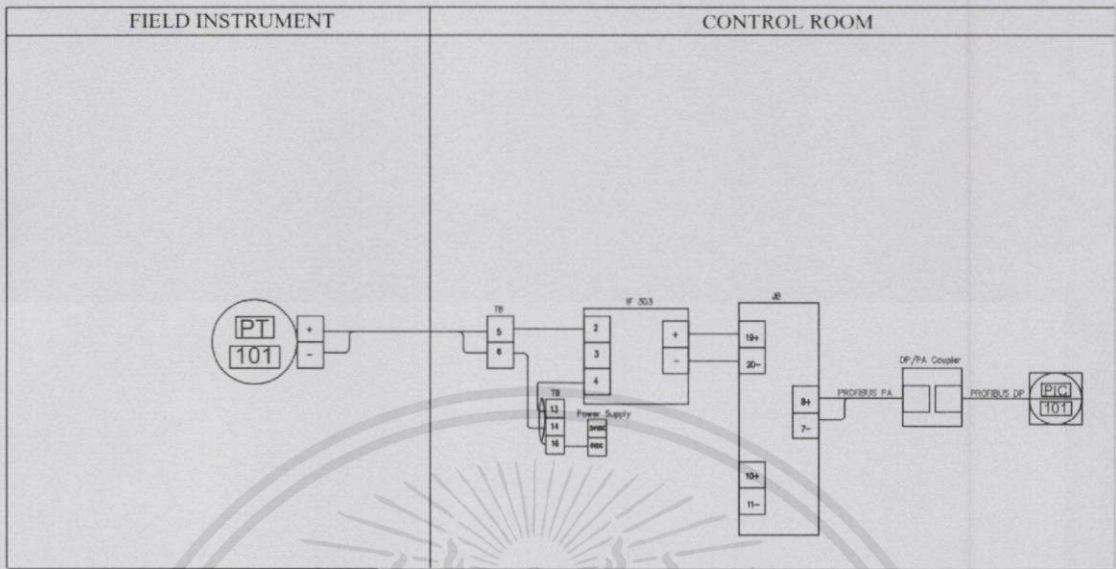 FIELD INSTRUMENT
CONTROL ROOM
PT
101
+
-
TB
5
6
IF 303
2
3
4
+
-
TB
13
14
16
Power Supply
JB
19+
20-
8+
7-
10+
11-
PROFIBUS PA
DP/PA Coupler
PROFIBUS DP
PIC
101